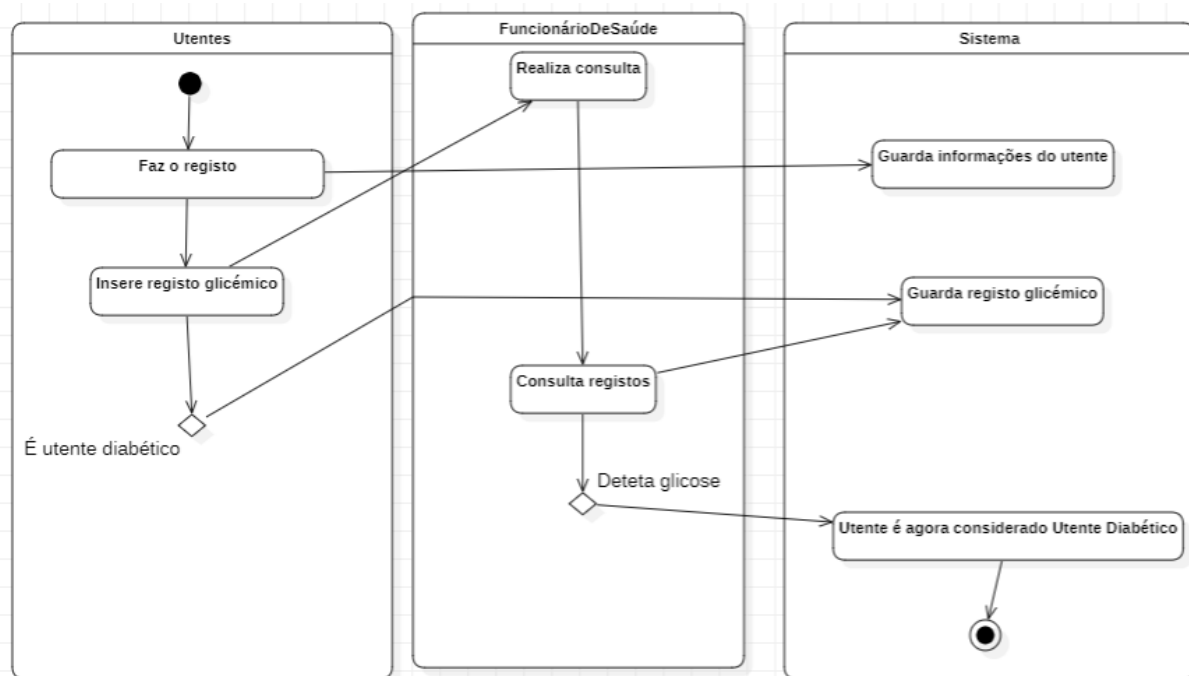 Utentes
Faz o registo
Insere registo glicémico
É utente diabético
FuncionárioDeSaúde
Realiza consulta
Consulta registos
Deteta glicose
Sistema
Guarda informações do utente
Guarda registo glicémico
Utente é agora considerado Utente Diabético